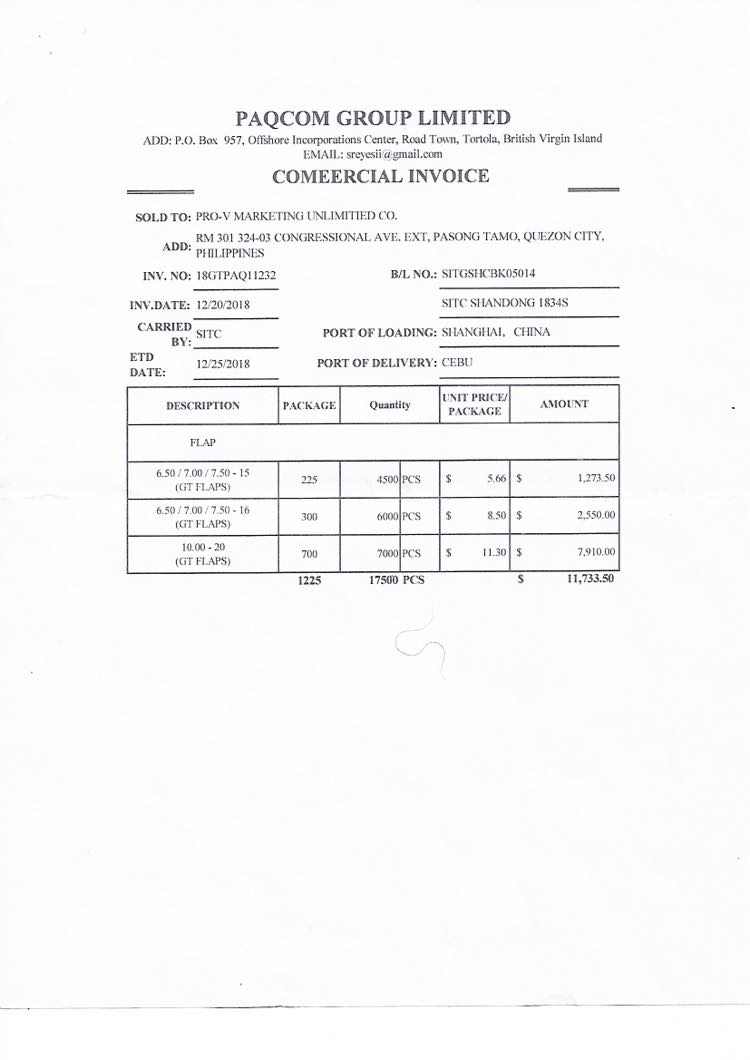 PAQCOM GROUP LIMITED
ADD: P.O. Box 957, Offshore Incorporations Center, Road Town, Tortola, British Virgin Island
EMAIL: sreyesii@gmail.com
COMEERCIAL INVOICE
SOLD TO: PRO-V MARKETING UNLIMITIED CO.
ADD: RM 301 324-03 CONGRESSIONAL AVE. EXT, PASONG TAMO, QUEZON CITY,
PHILIPPINES
INV. NO: 18GTPAQ11232 B/L NO.: SITGSHCBK05014
INV.DATE: 12/20/2018 SITC SHANDONG 1834S
CARRIED
BY: SITC PORT OF LOADING: SHANGHAI, CHINA
ETD
DATE: 12/25/2018 PORT OF DELIVERY: CEBU
DESCRIPTION PACKAGE Quantity UNIT PRICE/
PACKAGE AMOUNT
FLAP
6.50 / 7.00 / 7.50 - 15
(GT FLAPS) 225 4500 PCS $ 5.66 $ 1,273.50
6.50 / 7.00 / 7.50 - 16
(GT FLAPS) 300 6000 PCS $ 8.50 $ 2,550.00
10.00 - 20
(GT FLAPS) 700 7000 PCS $ 11.30 $ 7,910.00
1225 17500 PCS $ 11,733.50